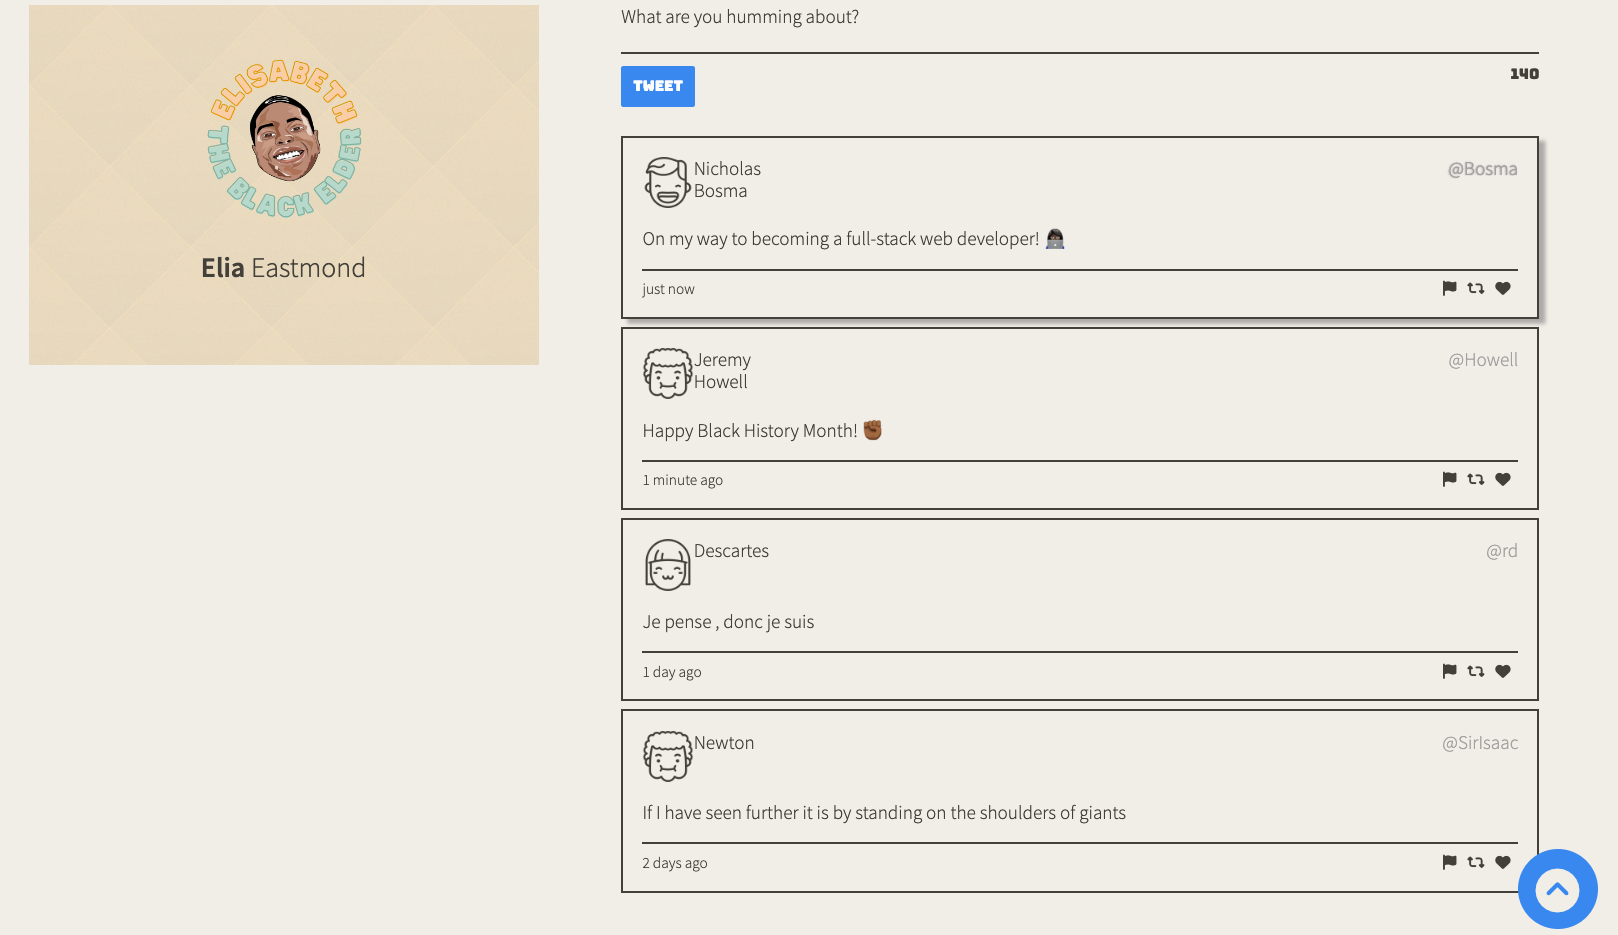 ELISABETH
THE BLACK ELDER
Elia Eastmond
What are you humming about?
TWEET
140
Nicholas
Bosma
@Bosma
On my way to becoming a full-stack web developer! 👩🏿‍💻
just now
Jeremy
Howell
@Howell
Happy Black History Month! ✊🏾
1 minute ago
Descartes
@rd
Je pense , donc je suis
1 day ago
Newton
@SirIsaac
If I have seen further it is by standing on the shoulders of giants
2 days ago